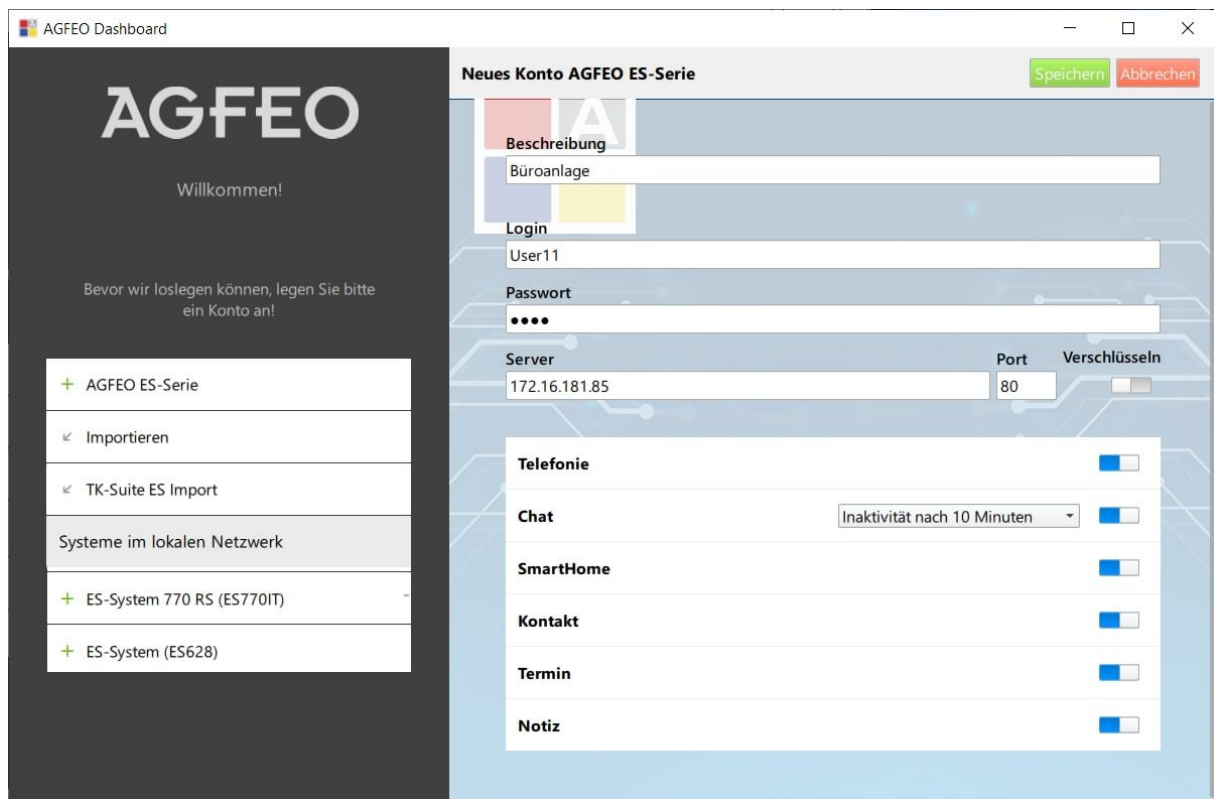 AGFEO Dashboard
AGFEO
Willkommen!
Bevor wir loslegen können, legen Sie bitte
ein Konto an!
+ AGFEO ES-Serie
Importieren
TK-Suite ES Import
Systeme im lokalen Netzwerk
+ ES-System 770 RS (ES770IT)
+ ES-System (ES628)
Neues Konto AGFEO ES-Serie
Speichern
Abbrechen
A
Beschreibung
Büroanlage
Login
User11
Passwort
••••
Server
Port
Verschlüsseln
172.16.181.85
80
Telefonie
Chat
Inaktivität nach 10 Minuten
SmartHome
Kontakt
Termin
Notiz